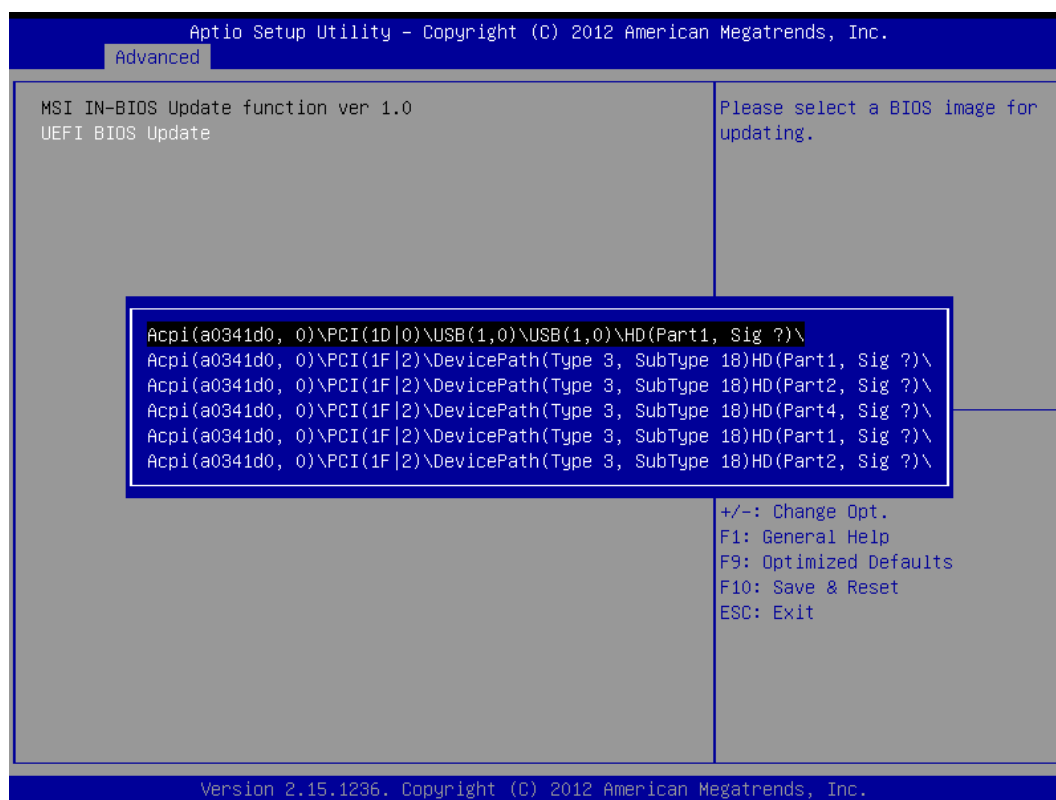 Aptio Setup Utility – Copyright (C) 2012 American Megatrends, Inc.
Advanced
MSI IN-BIOS Update function ver 1.0
UEFI BIOS Update
Please select a BIOS image for
updating.
Acpi(a0341d0, 0)\PCI(1D|0)\USB(1,0)\USB(1,0)\HD(Part1, Sig ?)\
Acpi(a0341d0, 0)\PCI(1F|2)\DevicePath(Type 3, SubType 18)HD(Part1, Sig ?)\
Acpi(a0341d0, 0)\PCI(1F|2)\DevicePath(Type 3, SubType 18)HD(Part2, Sig ?)\
Acpi(a0341d0, 0)\PCI(1F|2)\DevicePath(Type 3, SubType 18)HD(Part4, Sig ?)\
Acpi(a0341d0, 0)\PCI(1F|2)\DevicePath(Type 3, SubType 18)HD(Part1, Sig ?)\
Acpi(a0341d0, 0)\PCI(1F|2)\DevicePath(Type 3, SubType 18)HD(Part2, Sig ?)\
+/-: Change Opt.
F1: General Help
F9: Optimized Defaults
F10: Save & Reset
ESC: Exit
Version 2.15.1236. Copyright (C) 2012 American Megatrends, Inc.